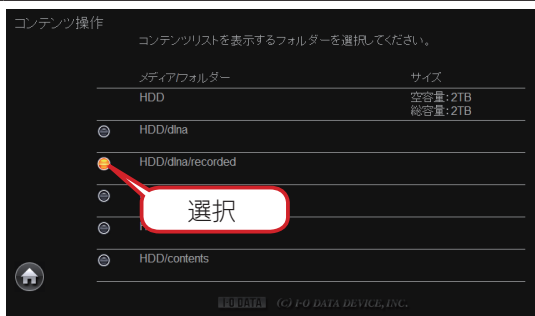 コンテンツ操作
コンテンツリストを表示するフォルダーを選択してください。
メディア/フォルダー サイズ
HDD 空容量:2TB
総容量:2TB
HDD/dlna
HDD/dlna/recorded
選択
HDD/contents
I-O DATA (C) I-O DATA DEVICE, INC.